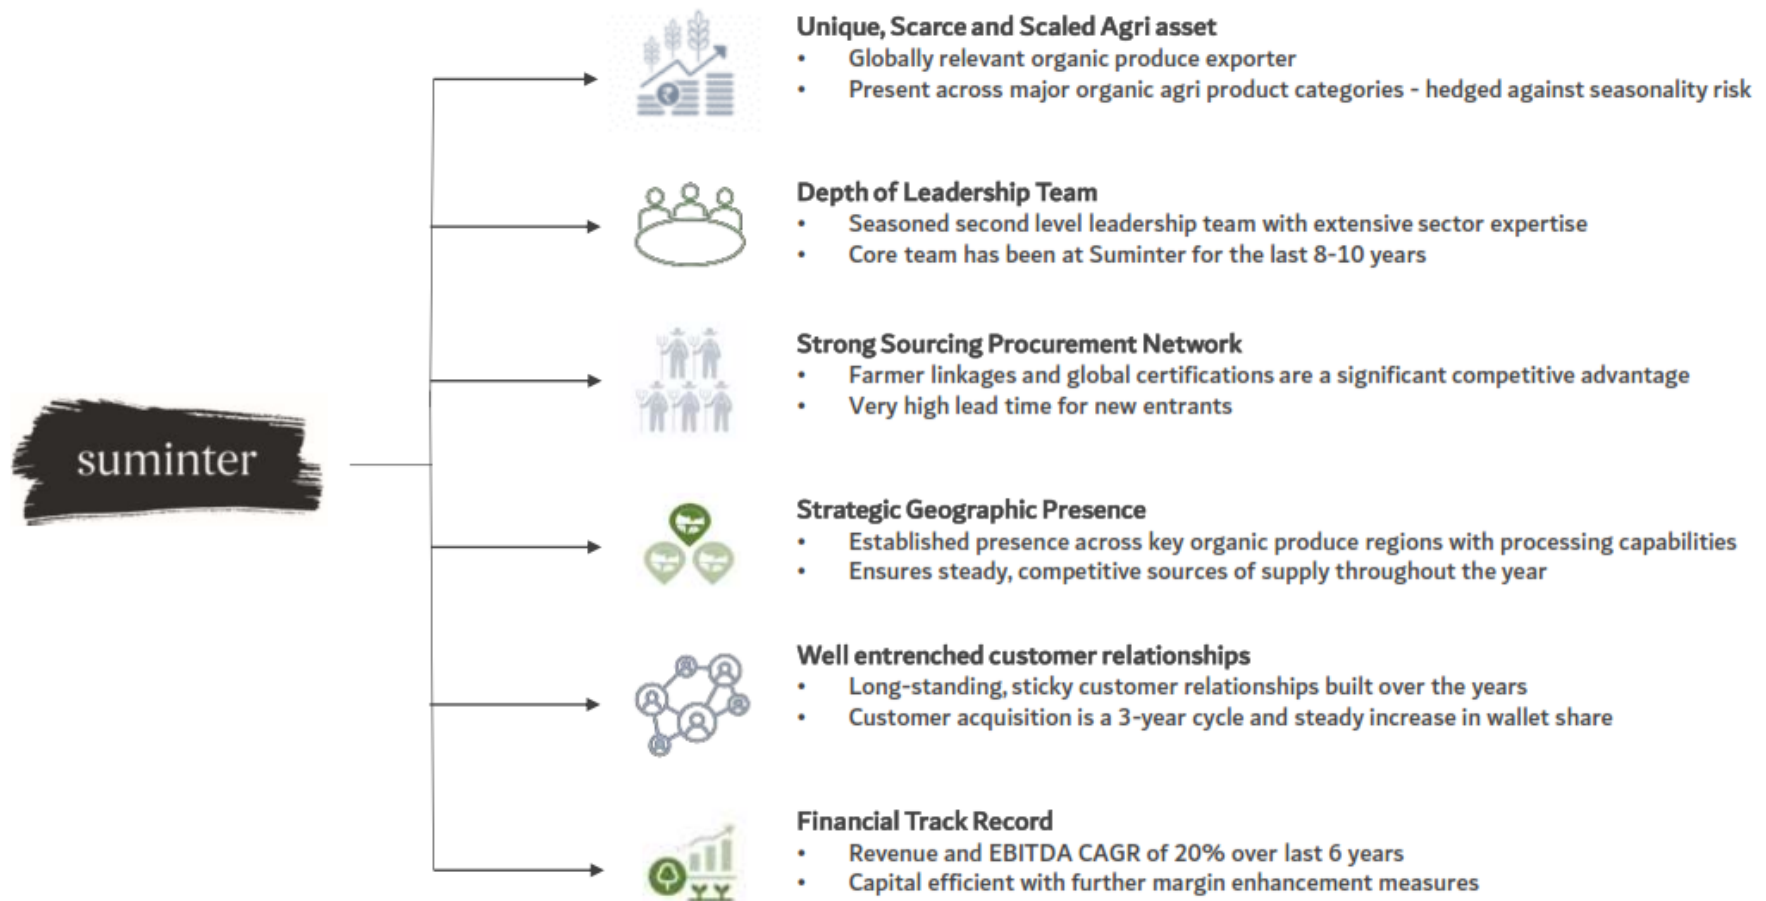 Unique, Scarce and Scaled Agri asset
• Globally relevant organic produce exporter
• Present across major organic agri product categories - hedged against seasonality risk
Depth of Leadership Team
• Seasoned second level leadership team with extensive sector expertise
• Core team has been at Suminter for the last 8-10 years
Strong Sourcing Procurement Network
• Farmer linkages and global certifications are a significant competitive advantage
• Very high lead time for new entrants
suminter
Strategic Geographic Presence
• Established presence across key organic produce regions with processing capabilities
• Ensures steady, competitive sources of supply throughout the year
Well entrenched customer relationships
• Long-standing, sticky customer relationships built over the years
• Customer acquisition is a 3-year cycle and steady increase in wallet share
Financial Track Record
• Revenue and EBITDA CAGR of 20% over last 6 years
• Capital efficient with further margin enhancement measures